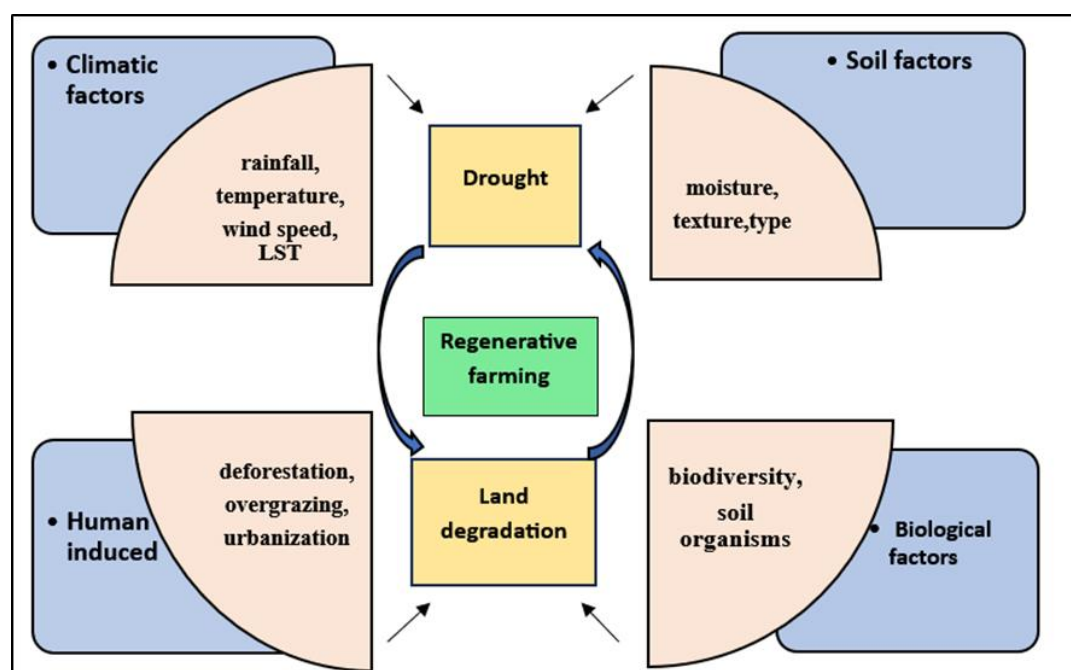 • Climatic
factors
rainfall,
temperature,
wind speed,
LST
Drought
• Soil factors
moisture,
texture,type
Regenerative
farming
• Human
induced
deforestation,
overgrazing,
urbanization
Land
degradation
biodiversity,
soil
organisms
• Biological
factors